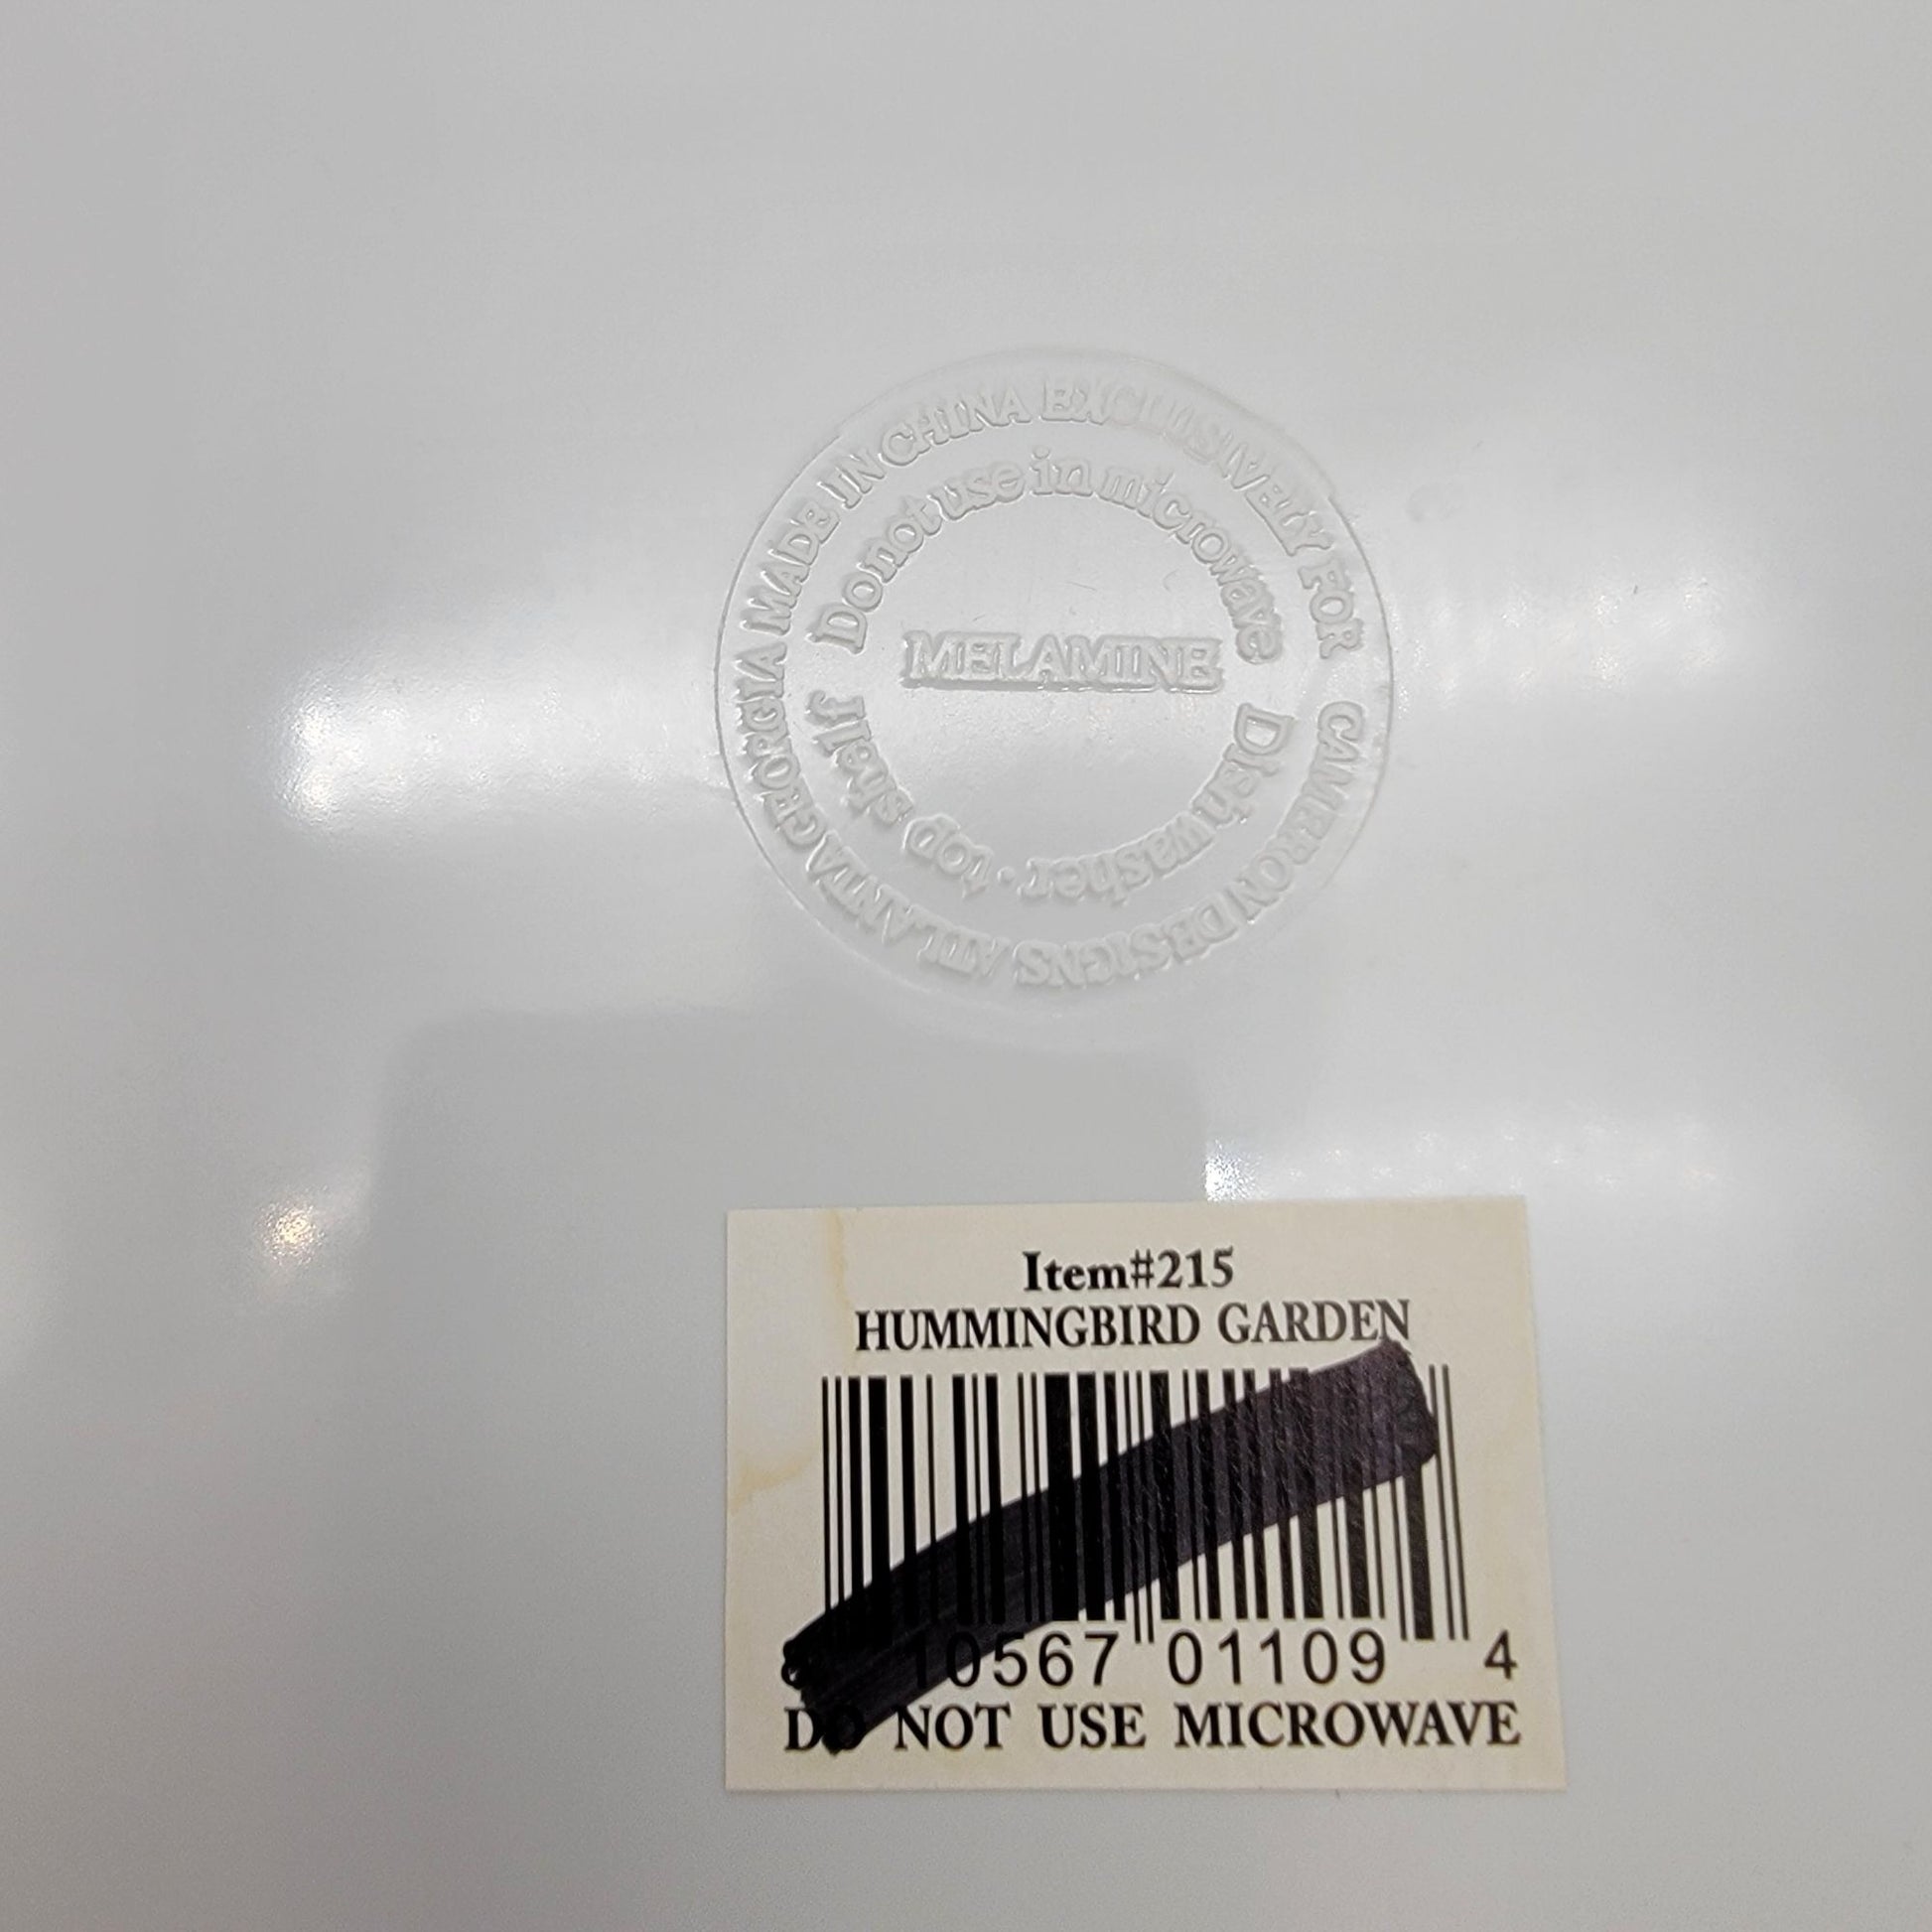 MADE IN CHINA EXCLUSIVELY FOR CAMERON DESIGNS ATLANTA GEORGIA
Do not use in microwave
MELAMINE
Dishwasher · top shelf
Item#215
HUMMINGBIRD GARDEN
10567 01109 4
DO NOT USE MICROWAVE